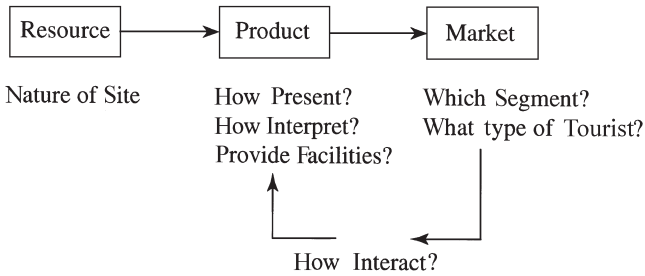 Resource
Product
Market
Nature of Site
How Present?
How Interpret?
Provide Facilities?
Which Segment?
What type of Tourist?
How Interact?